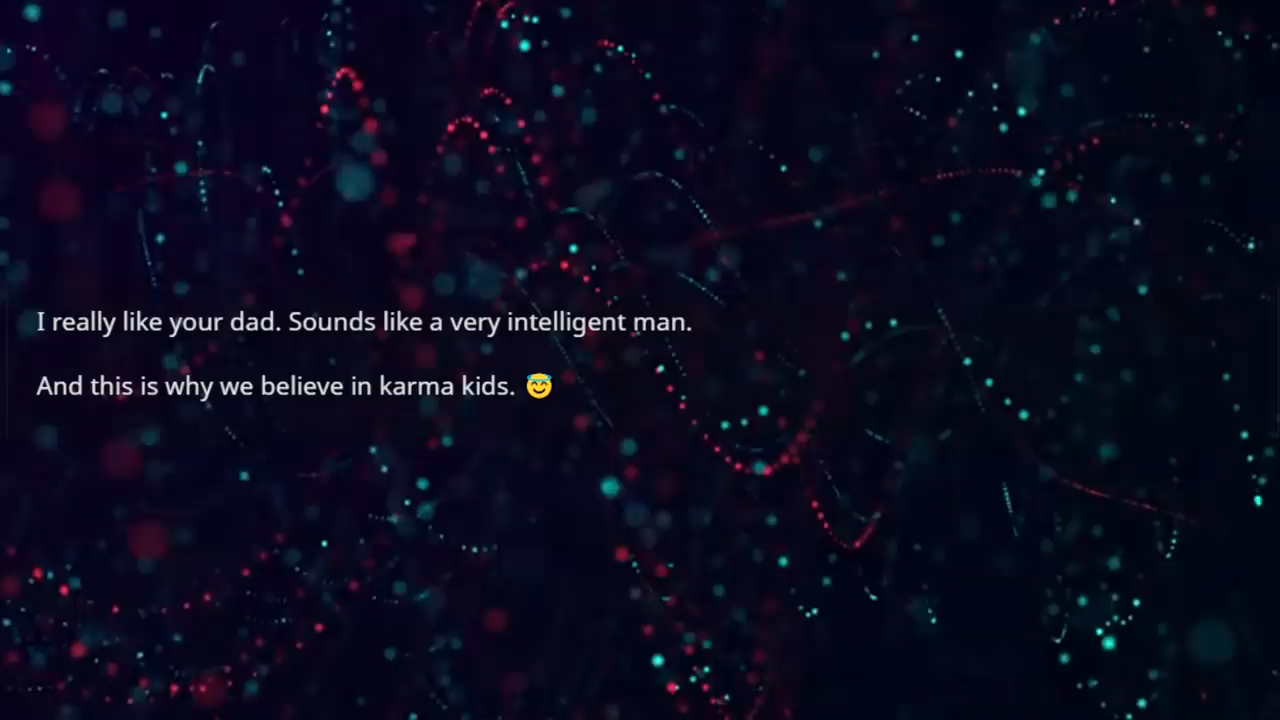 I really like your dad. Sounds like a very intelligent man.
And this is why we believe in karma kids. 😇